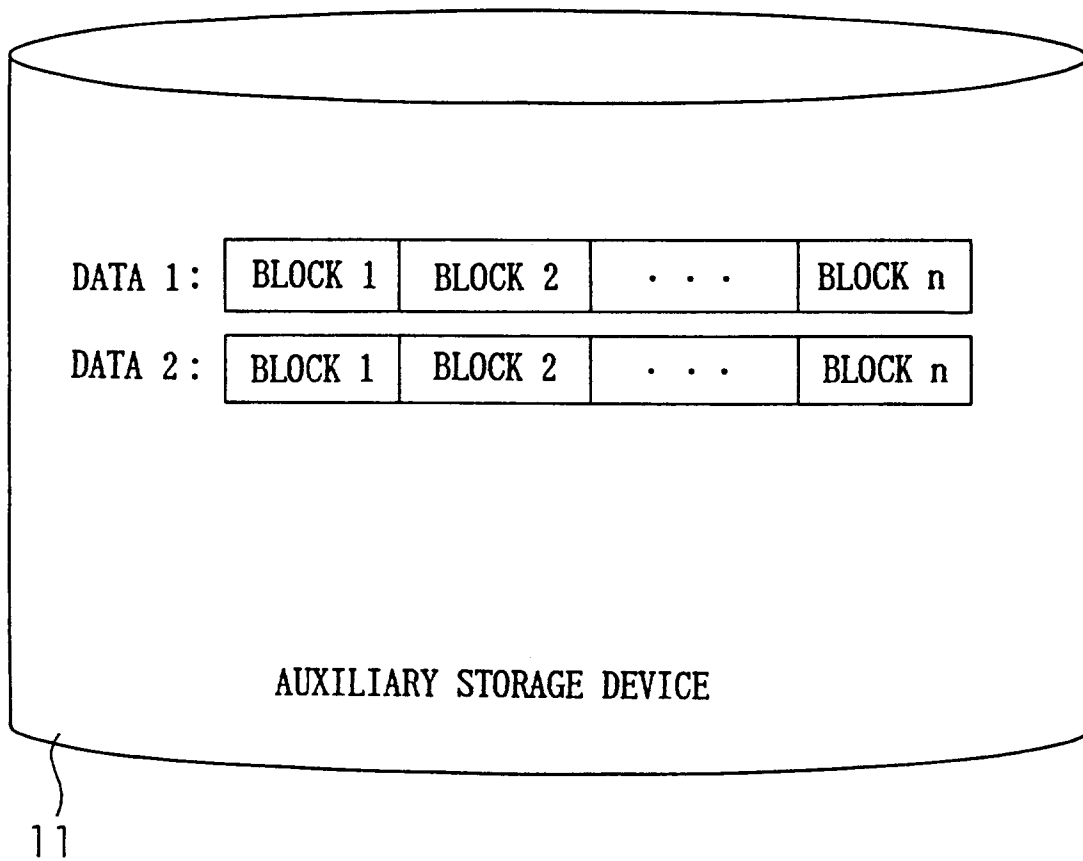 DATA 1: BLOCK 1 BLOCK 2 . . . BLOCK n
DATA 2: BLOCK 1 BLOCK 2 . . . BLOCK n
AUXILIARY STORAGE DEVICE
11